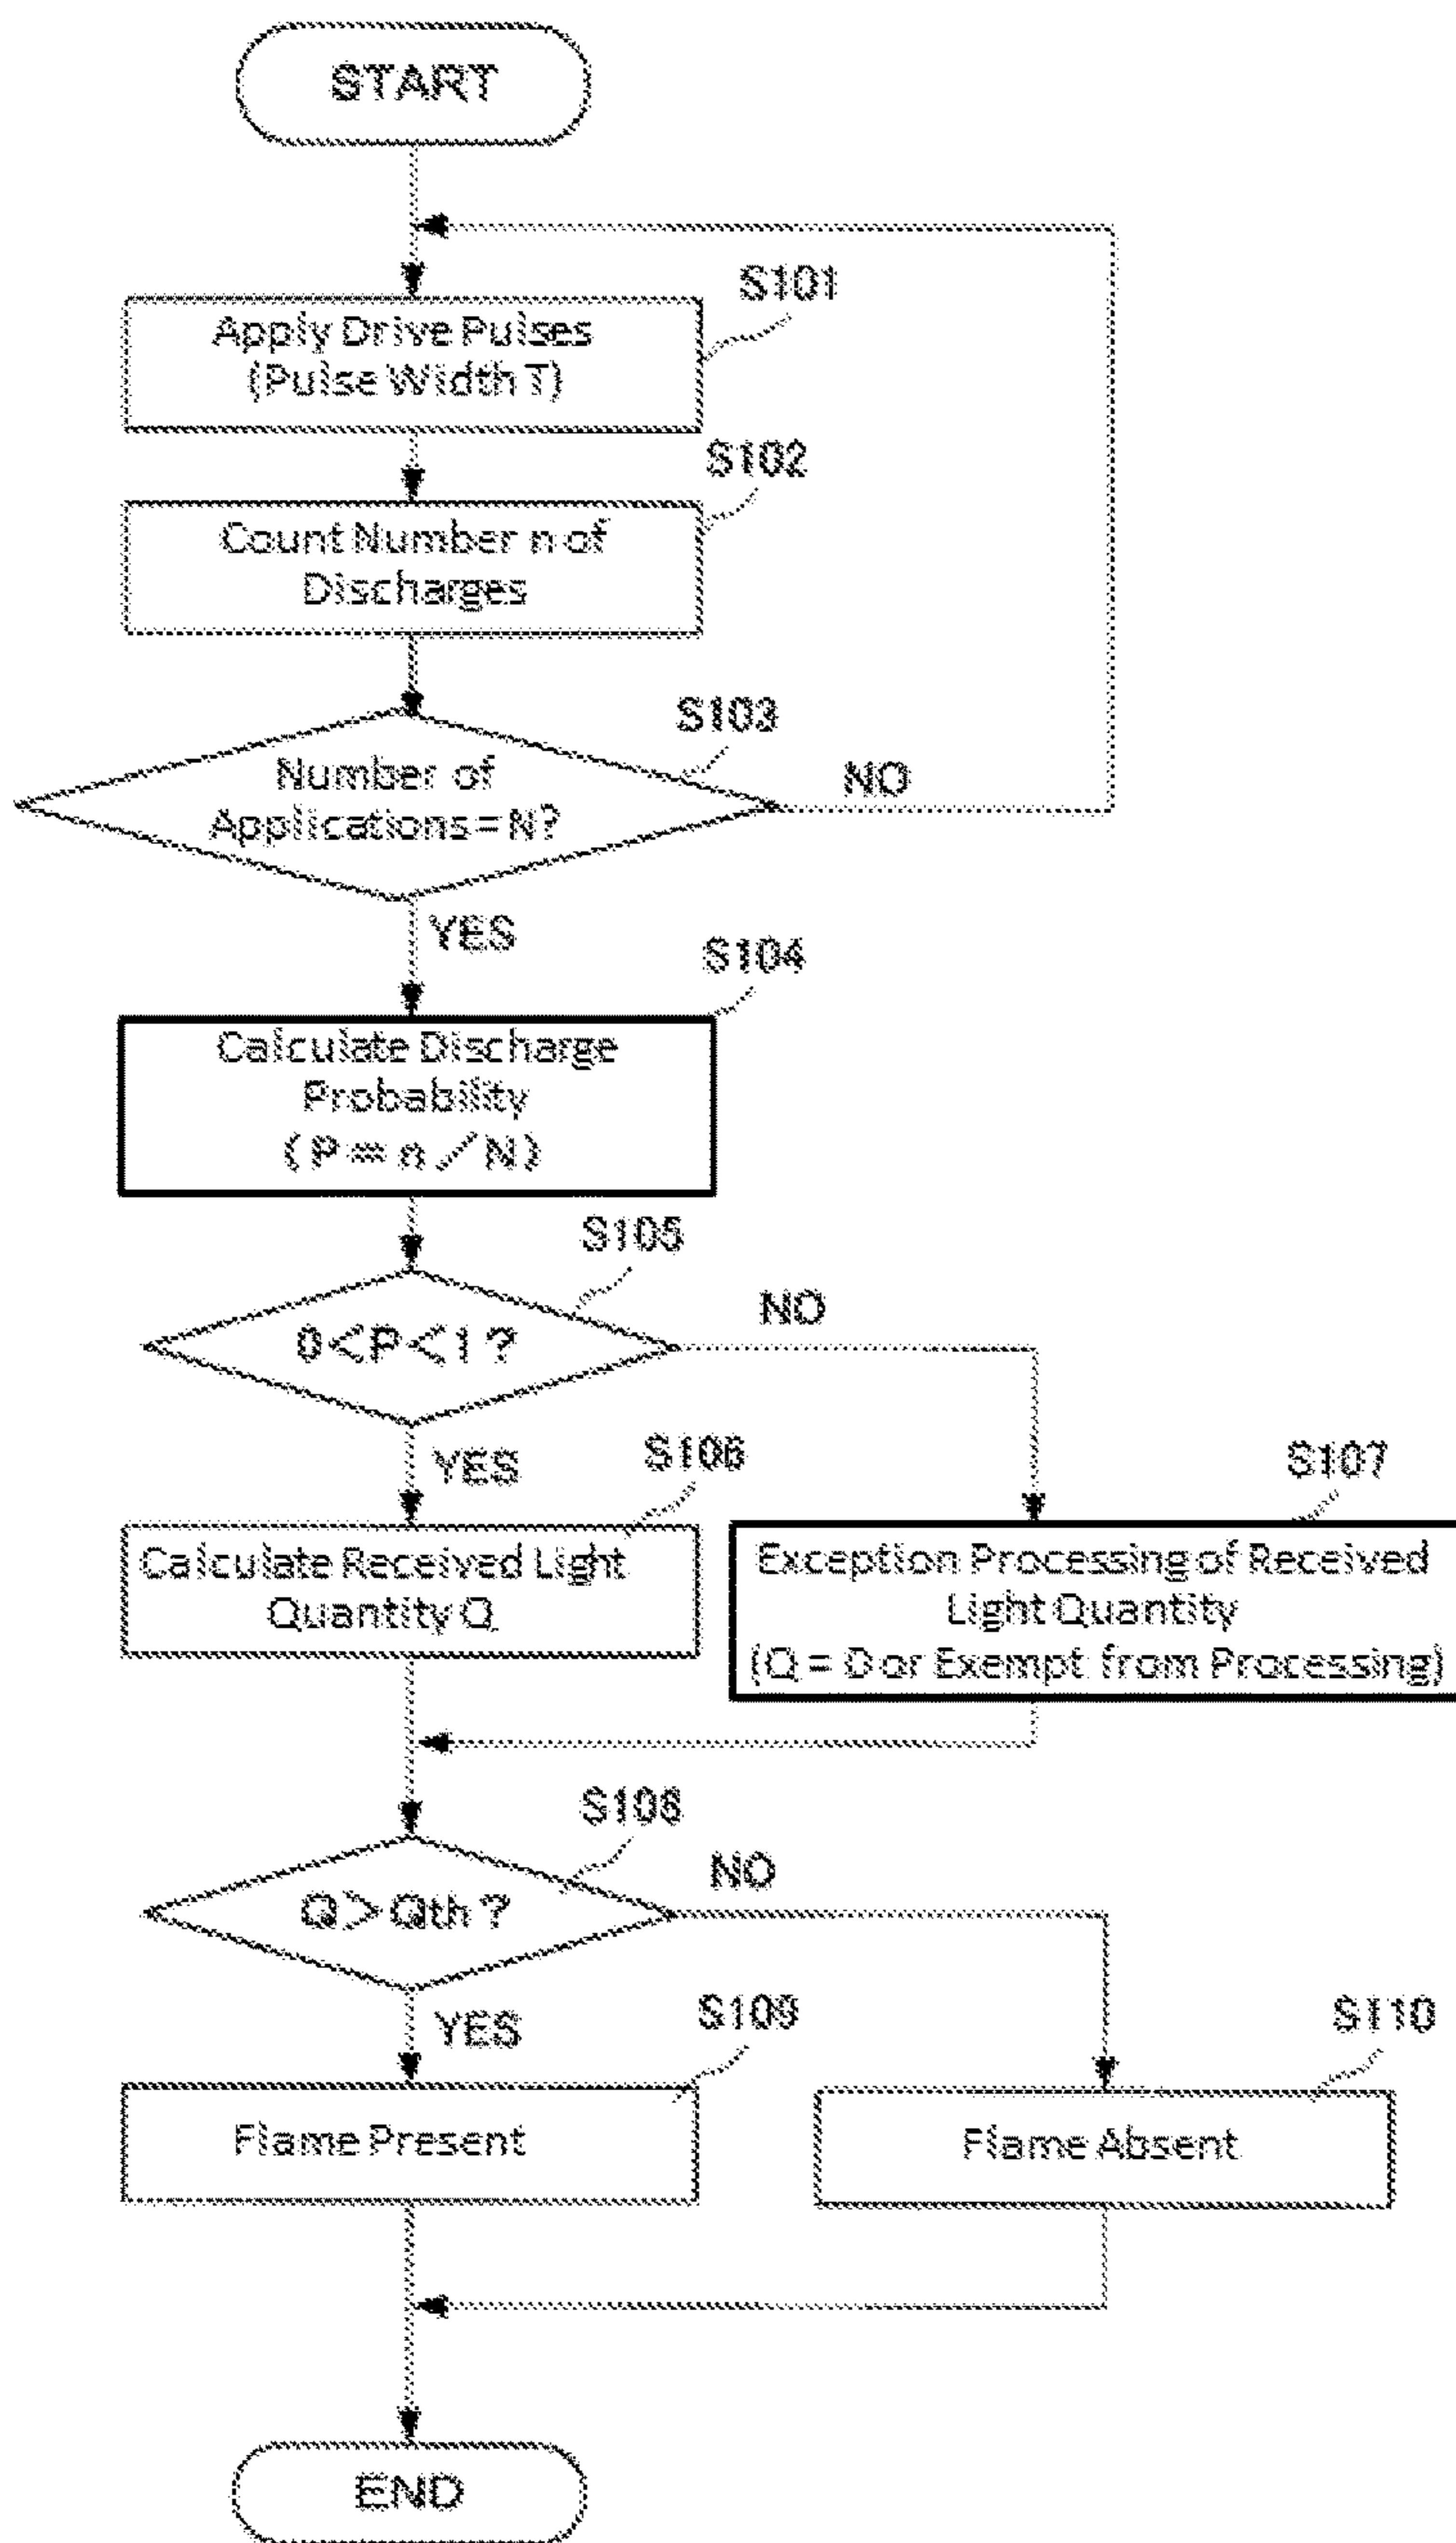 START
S101
Apply Drive Pulses
(Pulse Width T)
S102
Count Number n of
Discharges
S103
Number of
Applications=N?
NO
YES
S104
Calculate Discharge
Probability
(P=n/N)
S105
0<P<1?
NO
YES
S106
Calculate Received Light
Quantity Q
S107
Exception Processing of Received
Light Quantity
(Q = 0 or Exempt from Processing)
S108
Q>Qth?
NO
YES
S109
Flame Present
S110
Flame Absent
END